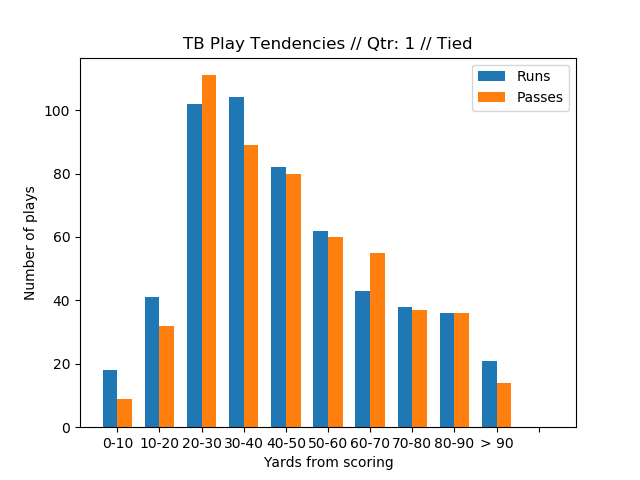 TB Play Tendencies // Qtr: 1 // Tied
Runs
Passes
Number of plays
100
80
60
40
20
0
0-10 10-20 20-30 30-40 40-50 50-60 60-70 70-80 80-90 > 90
Yards from scoring